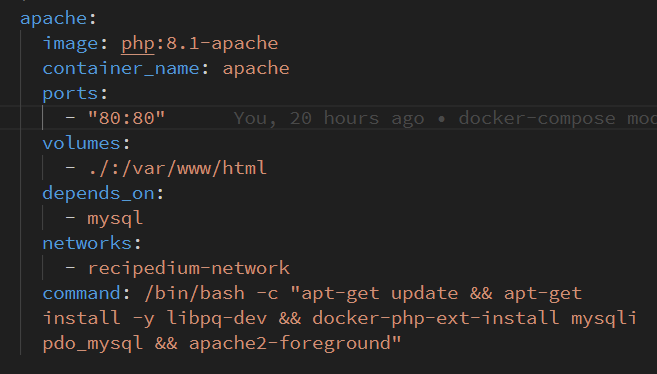 apache:
image: php:8.1-apache
container_name: apache
ports:
- "80:80" You, 20 hours ago • docker-compose mod
volumes:
- ./:/var/www/html
depends_on:
- mysql
networks:
- recipedium-network
command: /bin/bash -c "apt-get update && apt-get
install -y libpq-dev && docker-php-ext-install mysqli
pdo_mysql && apache2-foreground"